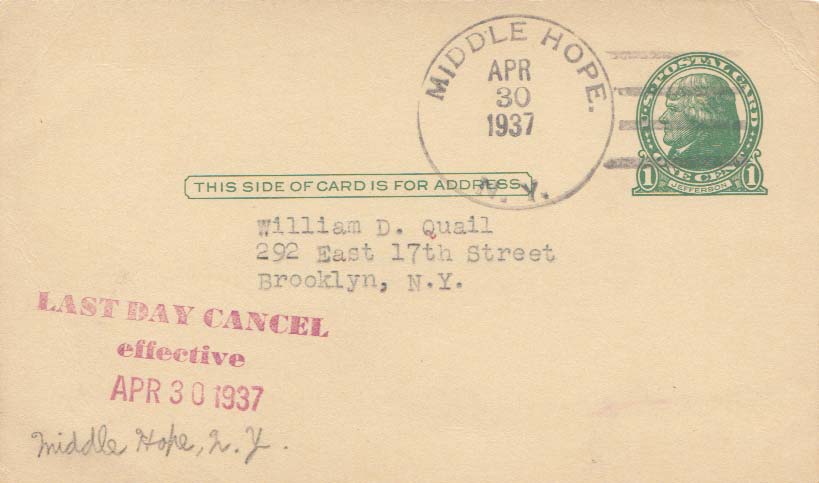 MIDDLE HOPE.
APR
30
1937
N. Y.
U.S. POSTAL CARD
ONE CENT
1 JEFFERSON 1
THIS SIDE OF CARD IS FOR ADDRESS
William D. Quail
292 East 17th Street
Brooklyn, N.Y.
LAST DAY CANCEL
effective
APR 30 1937
Middle Hope, N.Y.